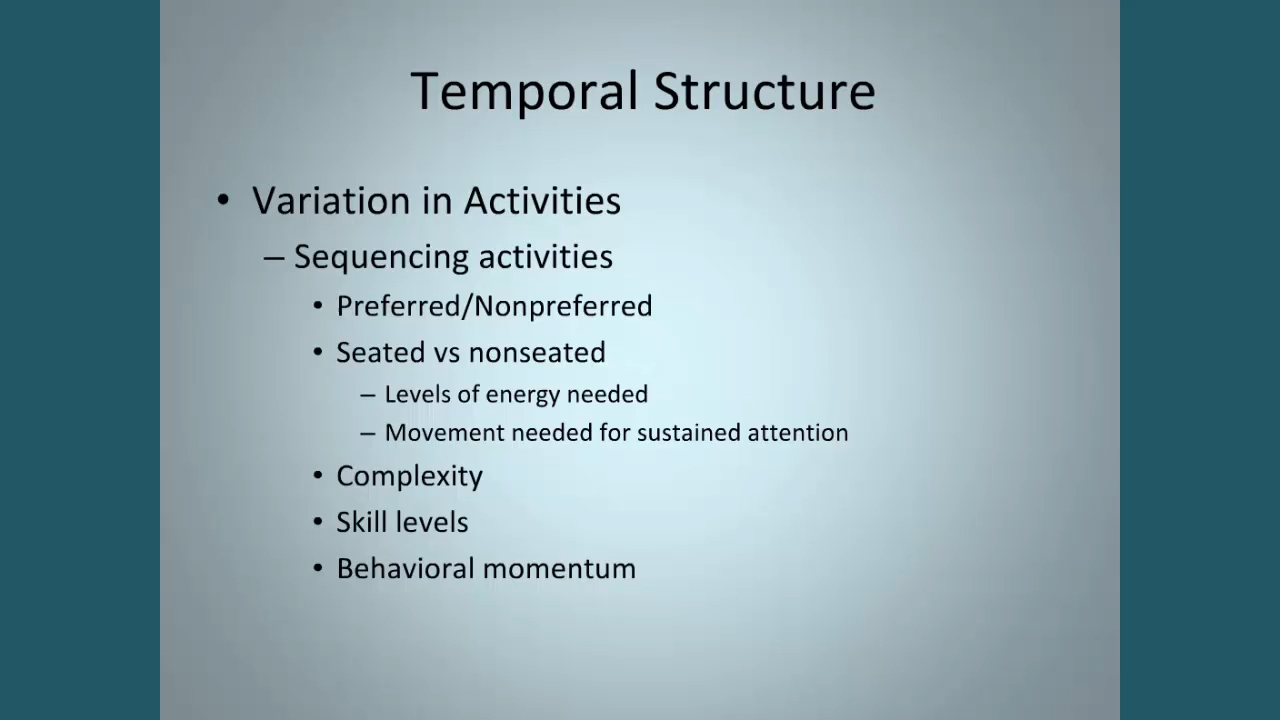 Temporal Structure
• Variation in Activities
– Sequencing activities
• Preferred/Nonpreferred
• Seated vs nonseated
– Levels of energy needed
– Movement needed for sustained attention
• Complexity
• Skill levels
• Behavioral momentum